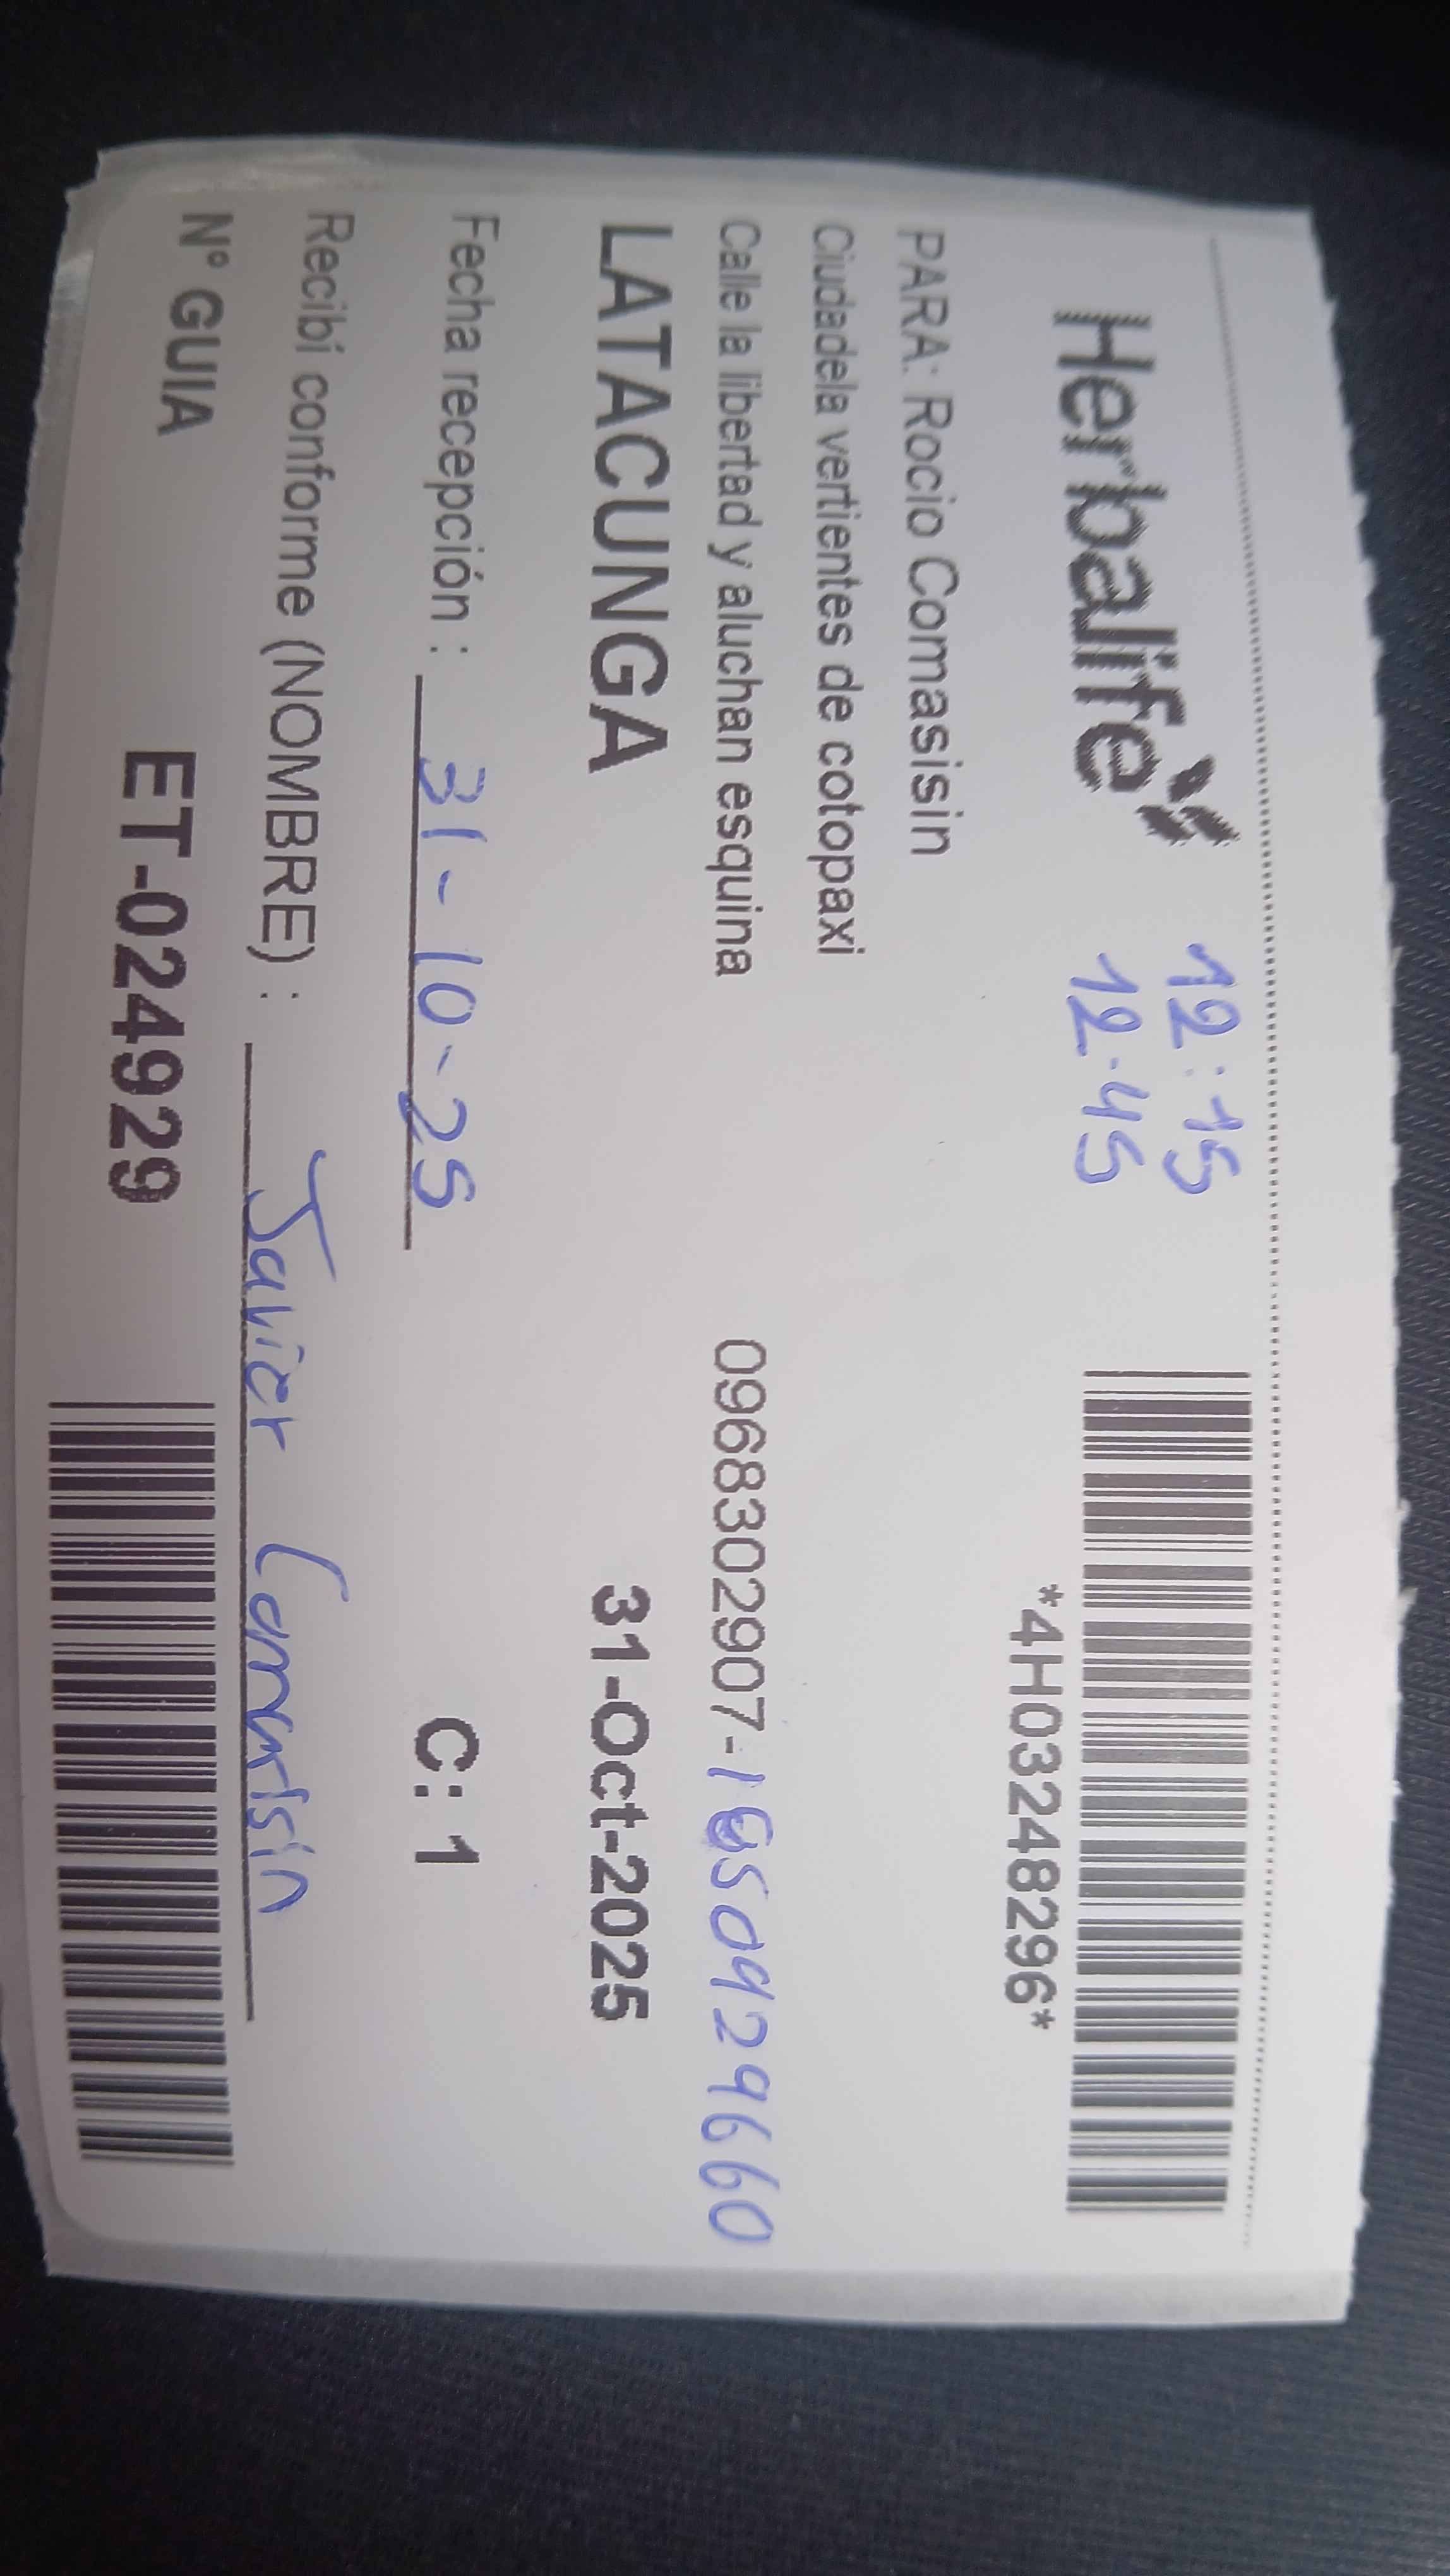 Herbalife
12:15
12:45
*4H03248296*
PARA: Rocio Comasisin
Ciudadela vertientes de cotopaxi
Calle la libertad y aluchan esquina 0968302907-
LATACUNGA 31-Oct-2025
Fecha recepción : 31-10-25 C: 1
Recibí conforme (NOMBRE) : Javier
N° GUIA ET-024929